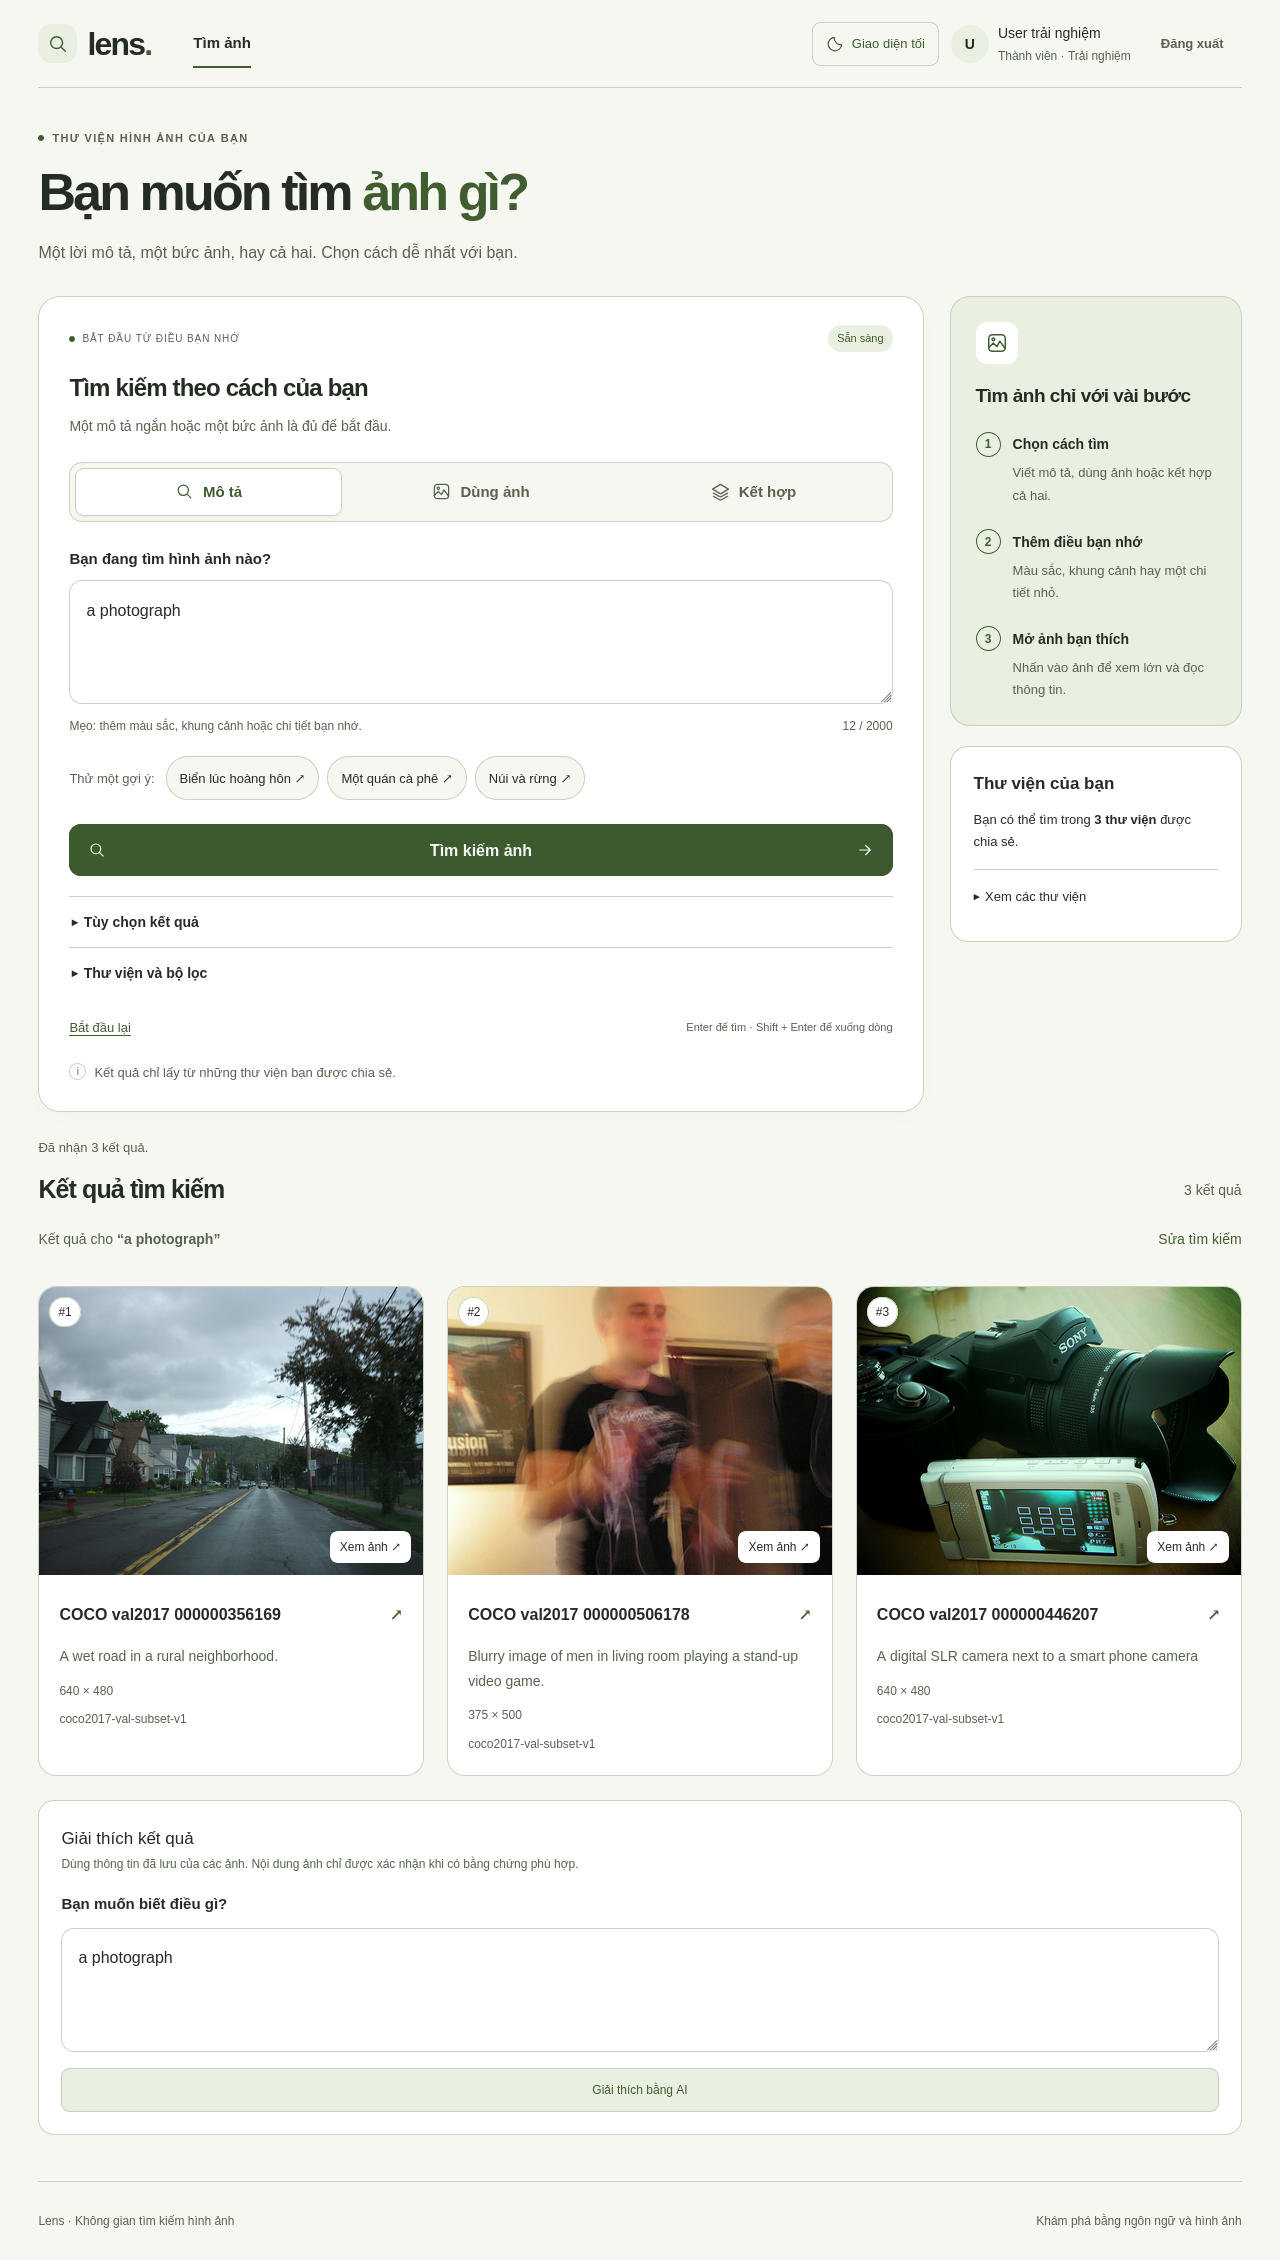 lens.
Tìm ảnh
Giao diện tối
U
User trải nghiệm
Thành viên · Trải nghiệm
Đăng xuất
THƯ VIỆN HÌNH ẢNH CỦA BẠN
Bạn muốn tìm ảnh gì?
Một lời mô tả, một bức ảnh, hay cả hai. Chọn cách dễ nhất với bạn.
BẮT ĐẦU TỪ ĐIỀU BẠN NHỚ
Sẵn sàng
Tìm kiếm theo cách của bạn
Một mô tả ngắn hoặc một bức ảnh là đủ để bắt đầu.
Mô tả
Dùng ảnh
Kết hợp
Bạn đang tìm hình ảnh nào?
a photograph
Mẹo: thêm màu sắc, khung cảnh hoặc chi tiết bạn nhớ.
12 / 2000
Thử một gợi ý:
Biển lúc hoàng hôn ↗
Một quán cà phê ↗
Núi và rừng ↗
Tìm kiếm ảnh
▸ Tùy chọn kết quả
▸ Thư viện và bộ lọc
Bắt đầu lại
Enter để tìm · Shift + Enter để xuống dòng
i
Kết quả chỉ lấy từ những thư viện bạn được chia sẻ.
Tìm ảnh chỉ với vài bước
1
Chọn cách tìm
Viết mô tả, dùng ảnh hoặc kết hợp
cả hai.
2
Thêm điều bạn nhớ
Màu sắc, khung cảnh hay một chi
tiết nhỏ.
3
Mở ảnh bạn thích
Nhấn vào ảnh để xem lớn và đọc
thông tin.
Thư viện của bạn
Bạn có thể tìm trong 3 thư viện được
chia sẻ.
▸ Xem các thư viện
Đã nhận 3 kết quả.
Kết quả tìm kiếm
3 kết quả
Kết quả cho “a photograph”
Sửa tìm kiếm
#1
Xem ảnh ↗
COCO val2017 000000356169 ↗
A wet road in a rural neighborhood.
640 × 480
coco2017-val-subset-v1
#2
usion
Xem ảnh ↗
COCO val2017 000000506178 ↗
Blurry image of men in living room playing a stand-up
video game.
375 × 500
coco2017-val-subset-v1
#3
SONY
Xem ảnh ↗
COCO val2017 000000446207 ↗
A digital SLR camera next to a smart phone camera
640 × 480
coco2017-val-subset-v1
Giải thích kết quả
Dùng thông tin đã lưu của các ảnh. Nội dung ảnh chỉ được xác nhận khi có bằng chứng phù hợp.
Bạn muốn biết điều gì?
a photograph
Giải thích bằng AI
Lens · Không gian tìm kiếm hình ảnh
Khám phá bằng ngôn ngữ và hình ảnh